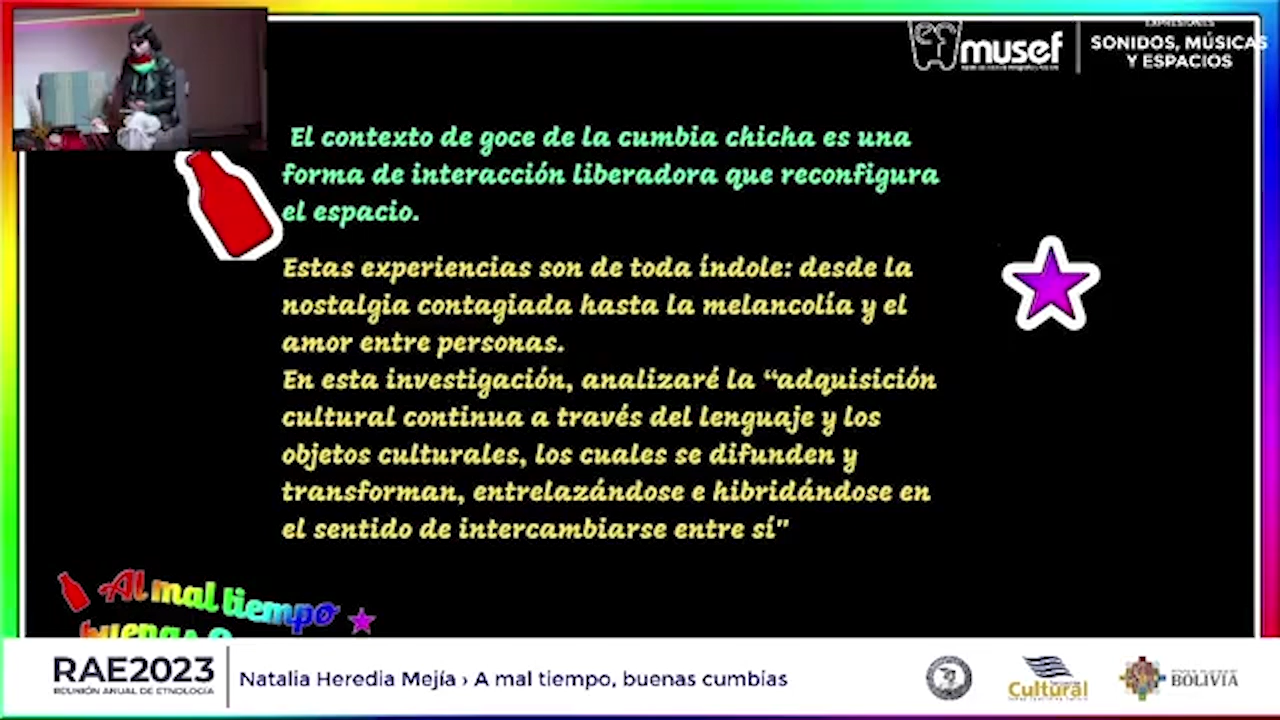 EXPRESIONES
musef
SONIDOS, MÚSICAS
Y ESPACIOS
El contexto de goce de la cumbia chicha es una
forma de interacción liberadora que reconfigura
el espacio.
Estas experiencias son de toda índole: desde la
nostalgia contagiada hasta la melancolía y el
amor entre personas.
En esta investigación, analizaré la “adquisición
cultural continua a través del lenguaje y los
objetos culturales, los cuales se difunden y
transforman, entrelazándose e hibridándose en
el sentido de intercambiarse entre sí"
Al mal tiempo
buenas
RAE2023
REUNIÓN ANUAL DE ETNOLOGÍA
Natalia Heredia Mejía › A mal tiempo, buenas cumbias
Cultural
BOLIVIA